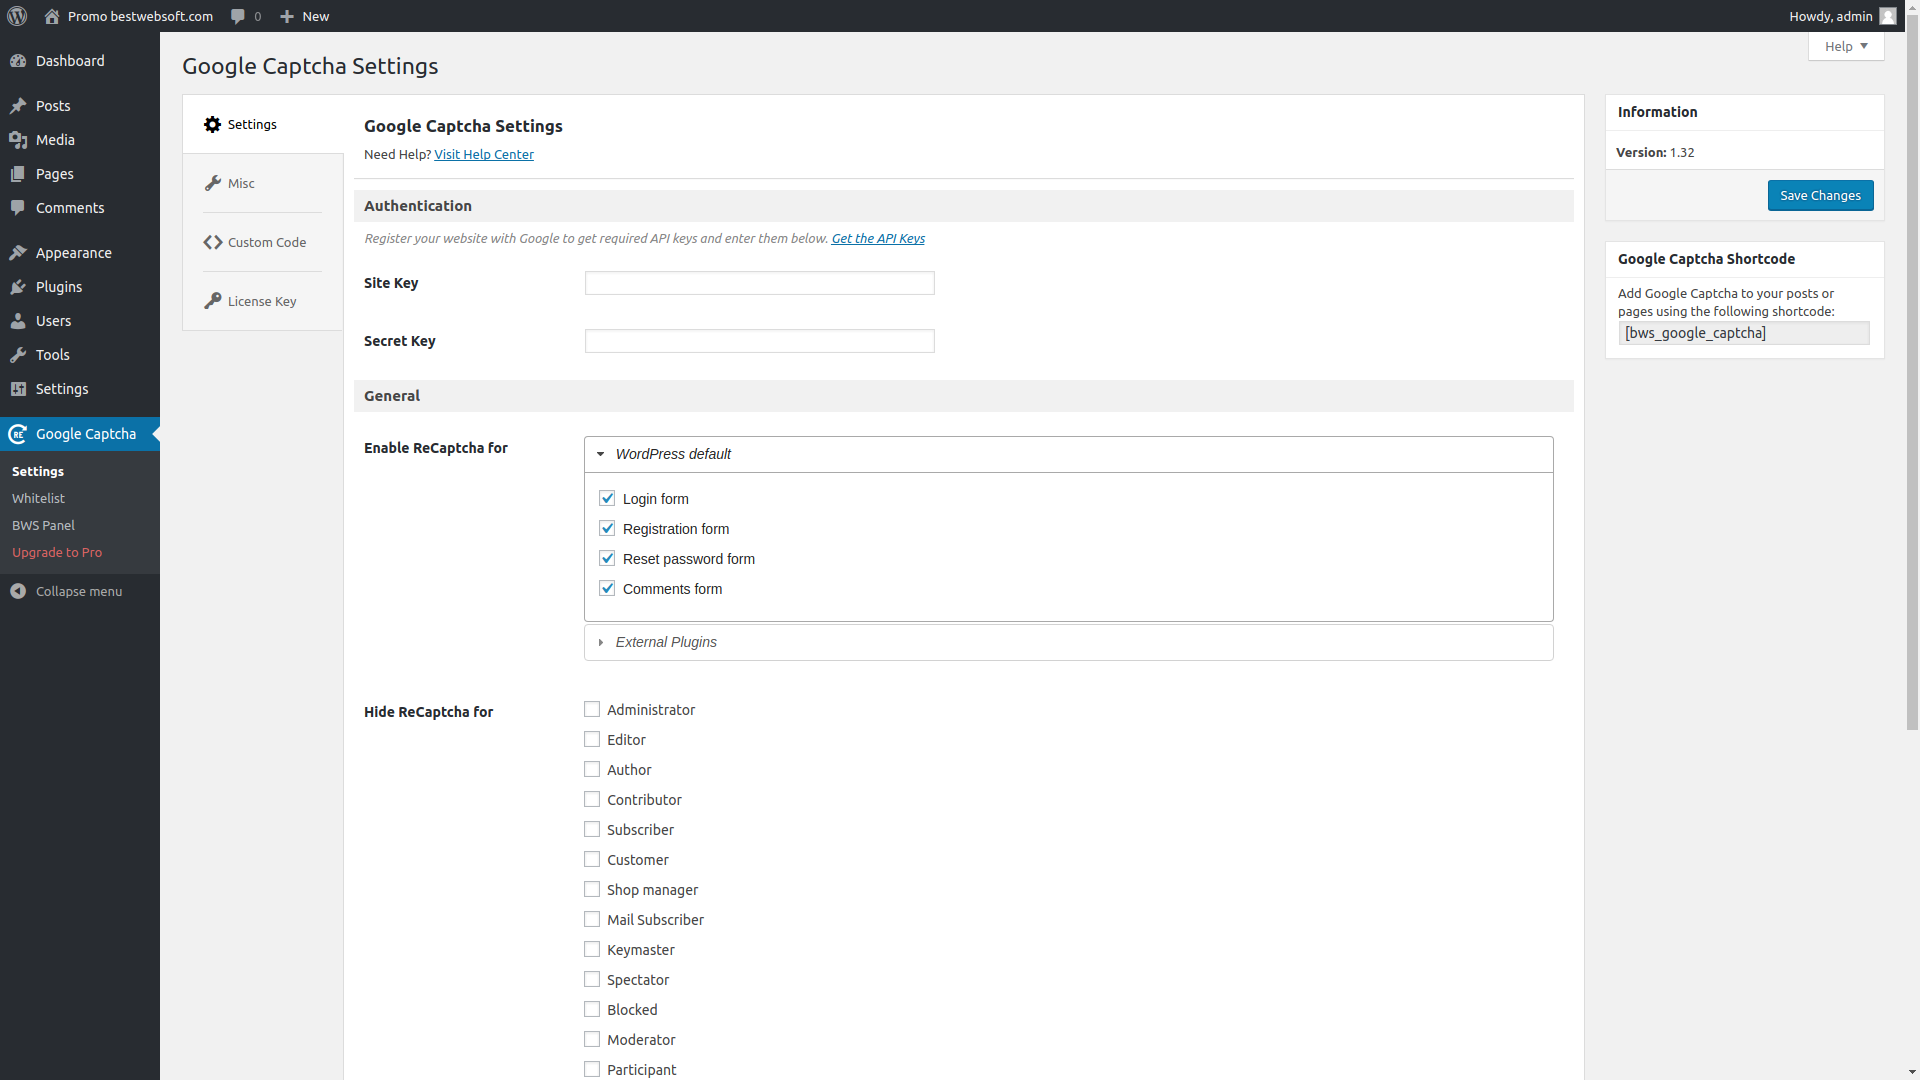 Promo bestwebsoft.com 0 New Howdy, admin
Help
Dashboard
Posts
Media
Pages
Comments
Appearance
Plugins
Users
Tools
Settings
Google Captcha
Settings
Whitelist
BWS Panel
Upgrade to Pro
Collapse menu
Google Captcha Settings
Settings
Misc
Custom Code
License Key
Google Captcha Settings
Need Help? Visit Help Center
Authentication
Register your website with Google to get required API keys and enter them below. Get the API Keys
Site Key
Secret Key
General
Enable ReCaptcha for
WordPress default
Login form
Registration form
Reset password form
Comments form
External Plugins
Hide ReCaptcha for
Administrator
Editor
Author
Contributor
Subscriber
Customer
Shop manager
Mail Subscriber
Keymaster
Spectator
Blocked
Moderator
Participant
Information
Version: 1.32
Save Changes
Google Captcha Shortcode
Add Google Captcha to your posts or
pages using the following shortcode:
[bws_google_captcha]